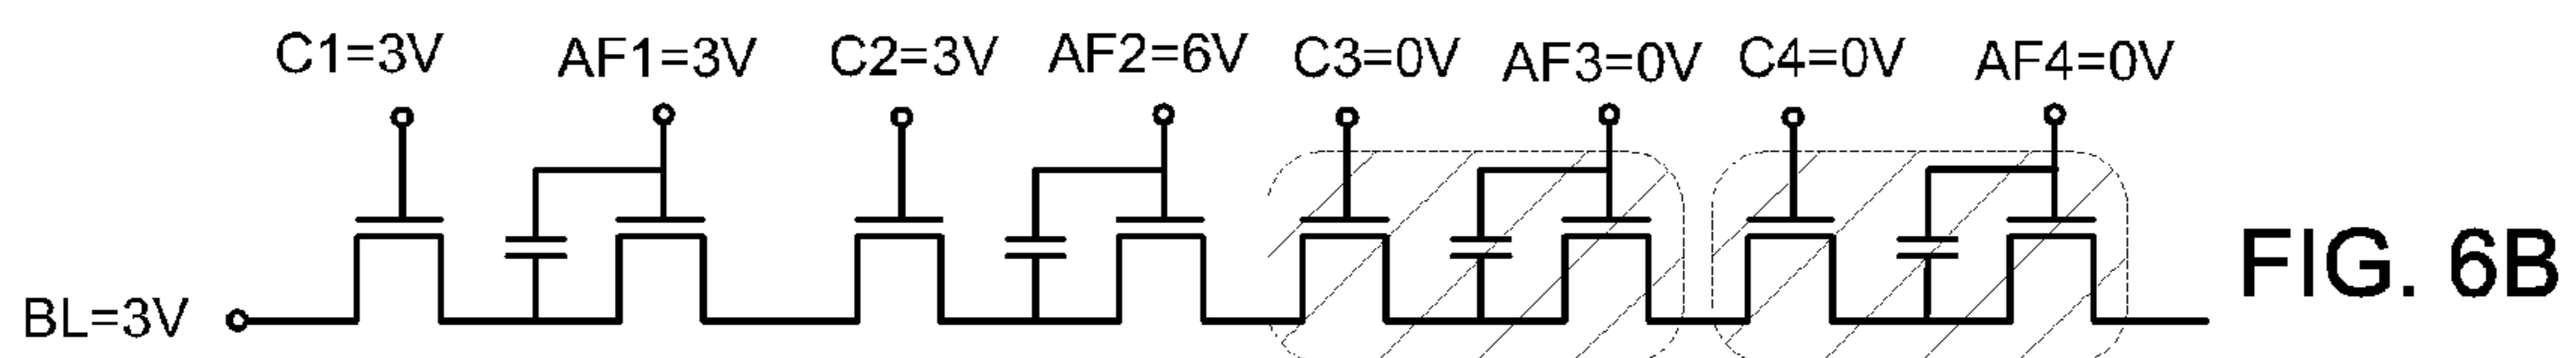 C1=3V AF1=3V C2=3V AF2=6V C3=0V AF3=0V C4=0V AF4=0V
BL=3V
FIG. 6B